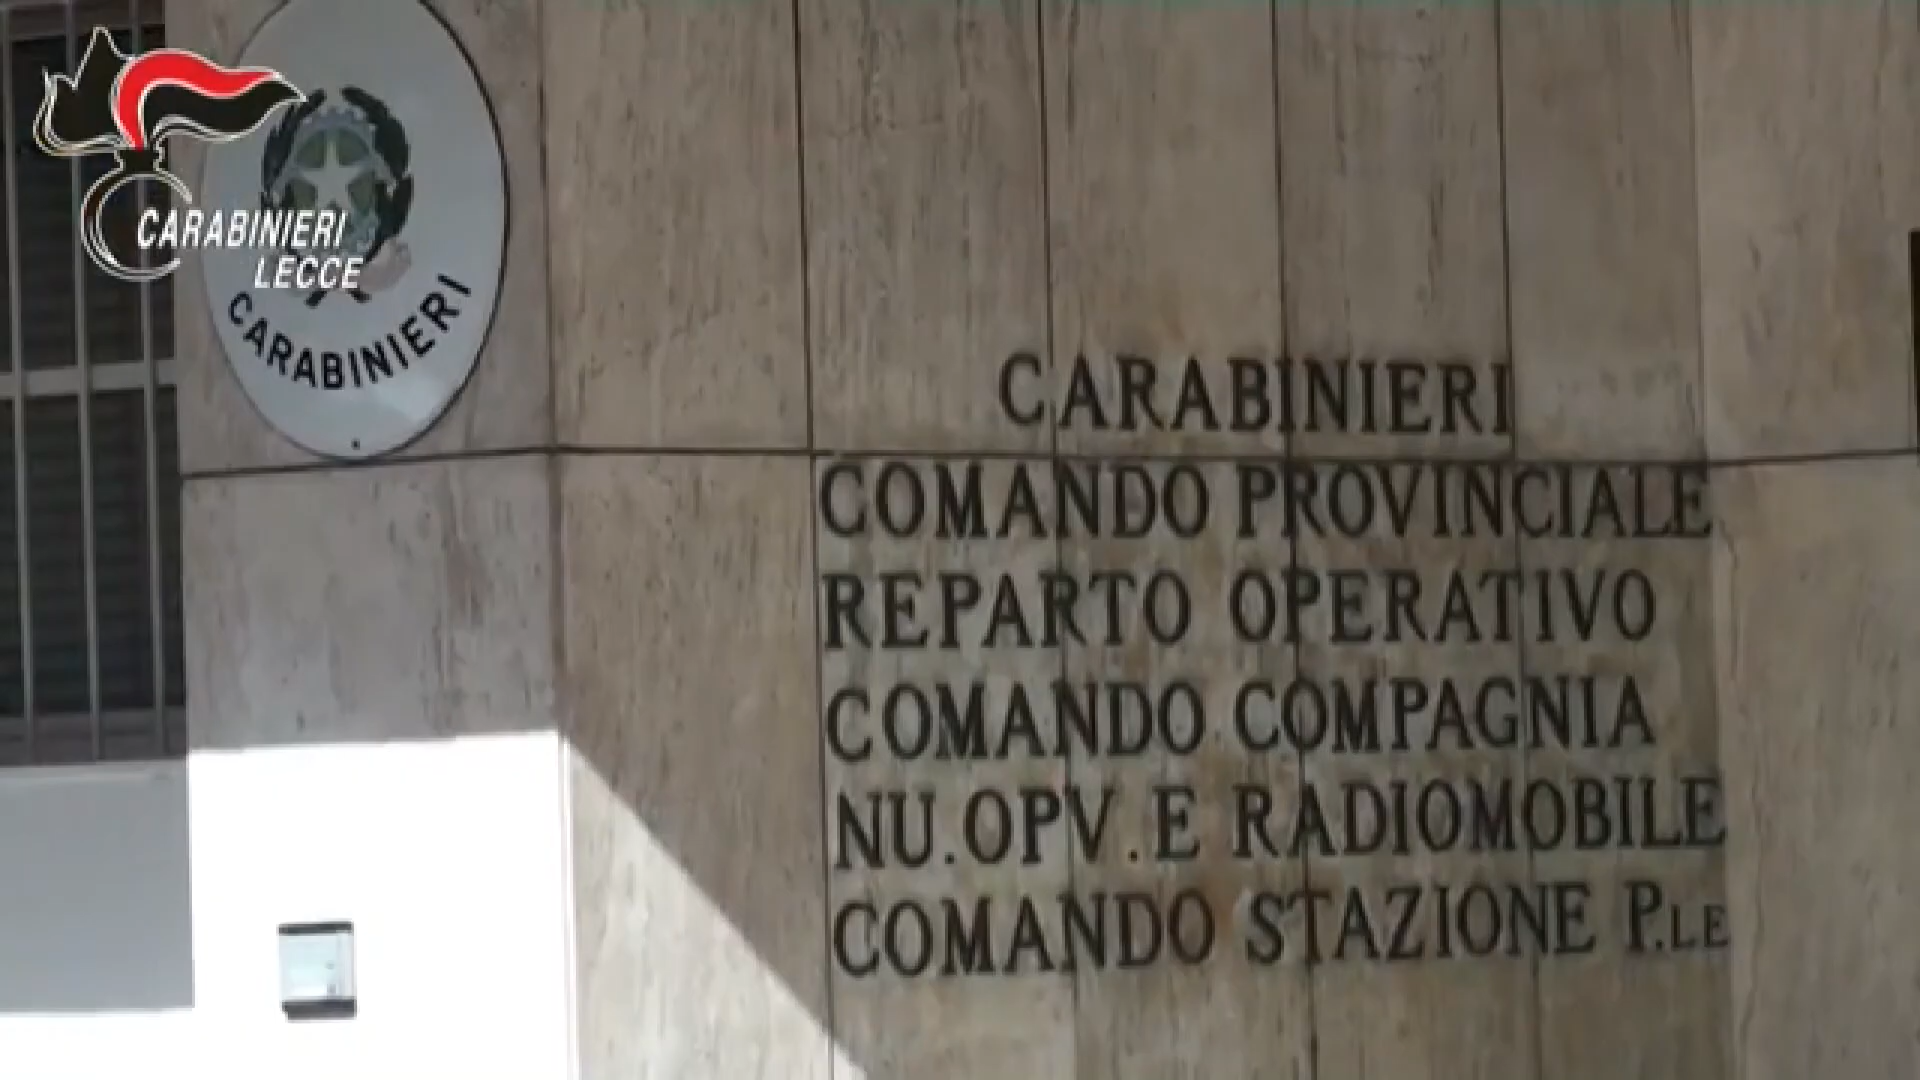 CARABINIERI
LECCE
CARABINIERI
CARABINIERI
COMANDO PROVINCIALE
REPARTO OPERATIVO
COMANDO COMPAGNIA
NU.OPV.E RADIOMOBILE
COMANDO STAZIONE P.LE